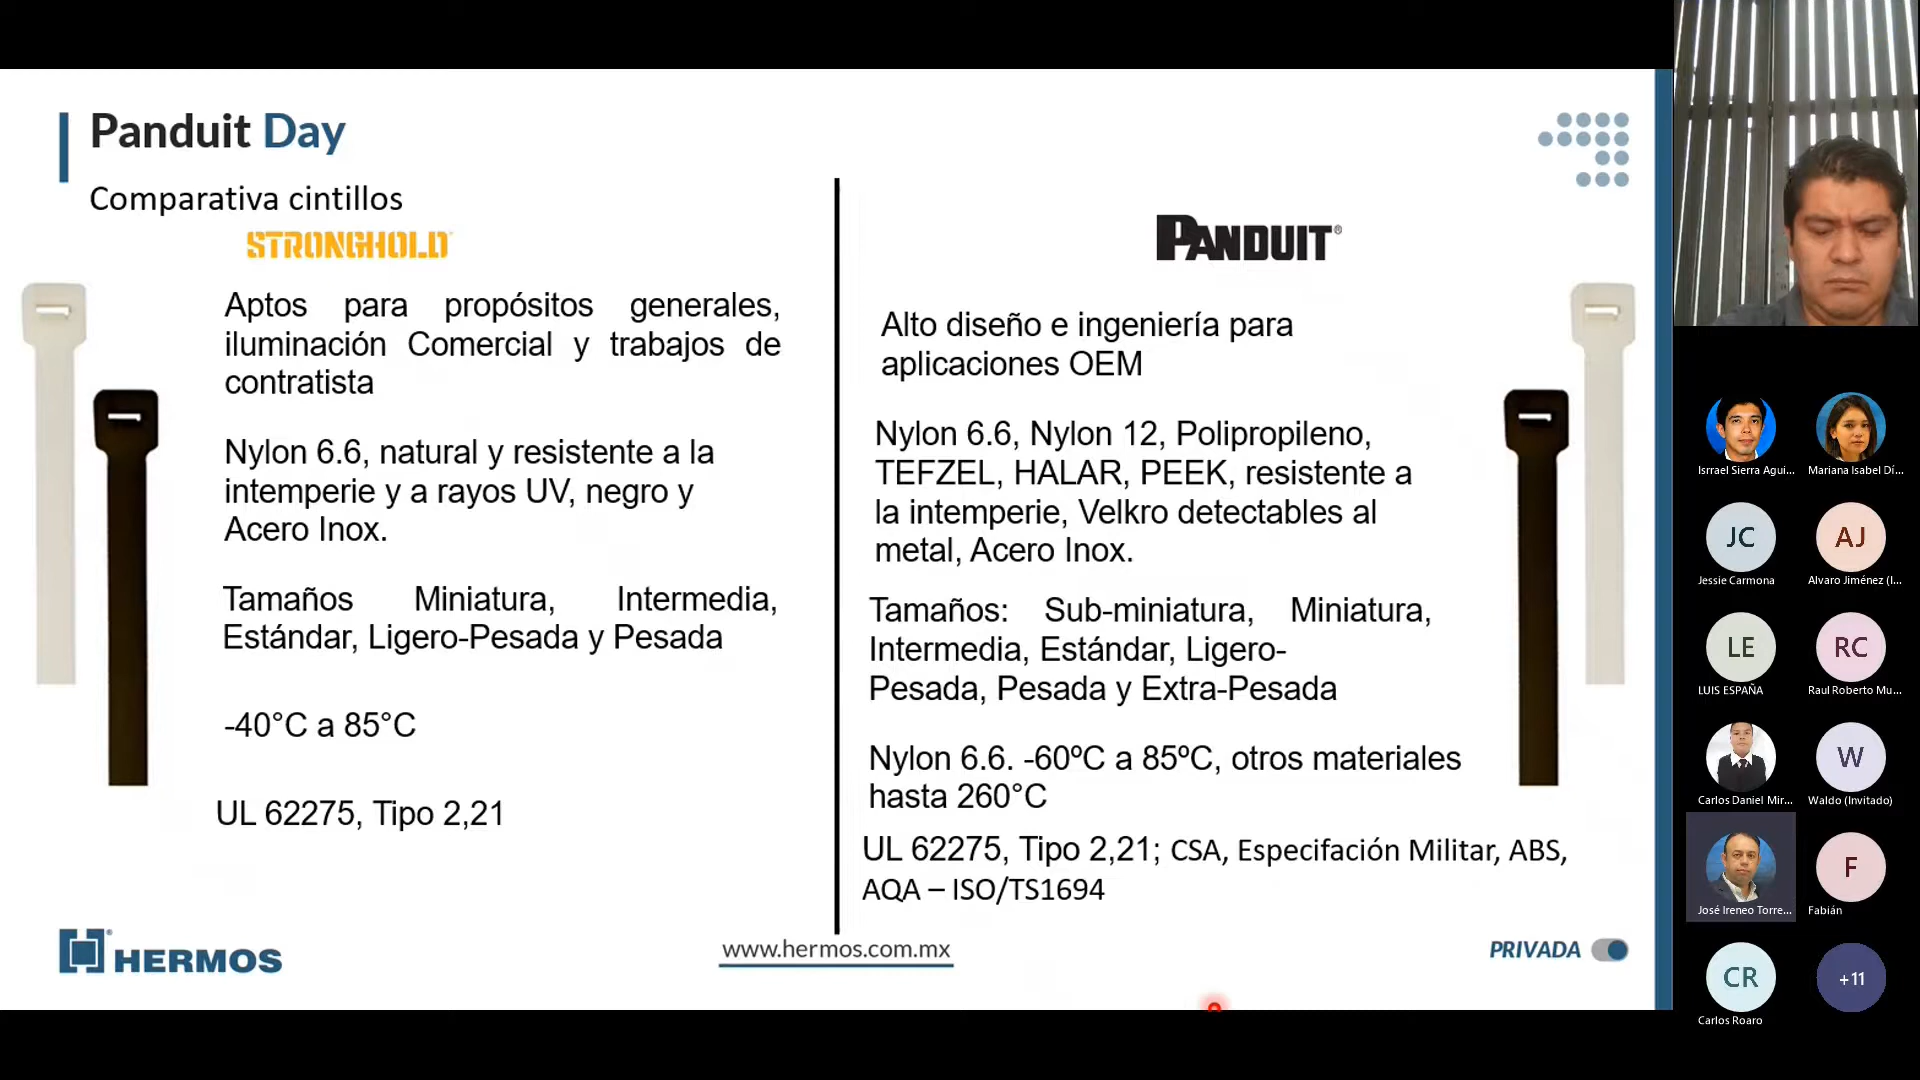 Panduit Day
Comparativa cintillos
STRONGHOLD
Aptos para propósitos generales,
iluminación Comercial y trabajos de
contratista
Nylon 6.6, natural y resistente a la
intemperie y a rayos UV, negro y
Acero Inox.
Tamaños Miniatura, Intermedia,
Estándar, Ligero-Pesada y Pesada
-40°C a 85°C
UL 62275, Tipo 2,21
PANDUIT®
Alto diseño e ingeniería para
aplicaciones OEM
Nylon 6.6, Nylon 12, Polipropileno,
TEFZEL, HALAR, PEEK, resistente a
la intemperie, Velkro detectables al
metal, Acero Inox.
Tamaños: Sub-miniatura, Miniatura,
Intermedia, Estándar, Ligero-
Pesada, Pesada y Extra-Pesada
Nylon 6.6. -60ºC a 85ºC, otros materiales
hasta 260°C
UL 62275, Tipo 2,21; CSA, Especifación Militar, ABS,
AQA – ISO/TS1694
HERMOS
www.hermos.com.mx
PRIVADA
Isrrael Sierra Agui...
Mariana Isabel Dí...
JC
Jessie Carmona
AJ
Alvaro Jiménez (I...
LE
LUIS ESPAÑA
RC
Raul Roberto Mu...
Carlos Daniel Mir...
W
Waldo (Invitado)
José Ireneo Torre...
F
Fabián
CR
Carlos Roaro
+11